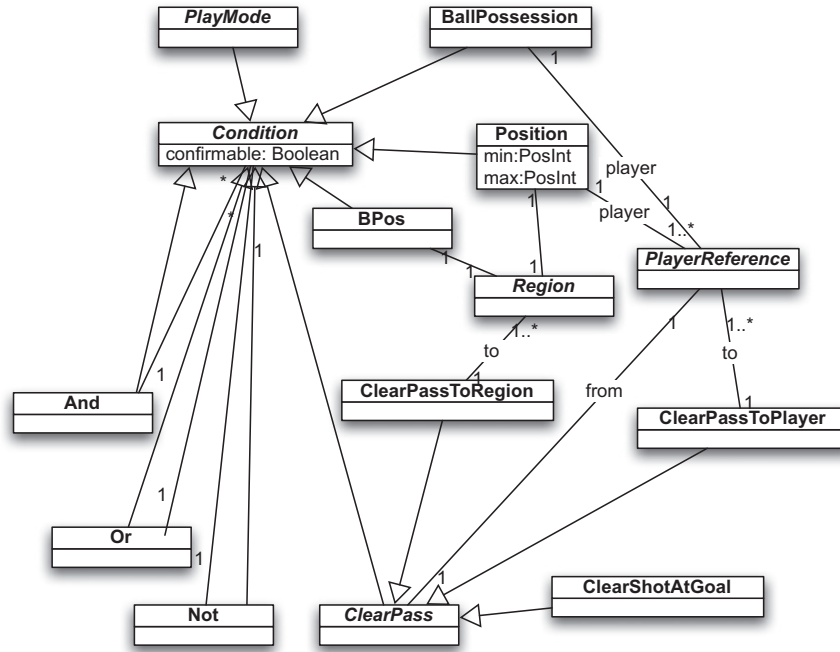 PlayMode
BallPossession
1
Condition
confirmable: Boolean
Position
min:PosInt
max:PosInt
player
1
*
1
1
player
1
1..*
*
BPos
1
1
1
1
PlayerReference
Region
1..*
1
1..*
to
to
1
ClearPassToRegion
from
1
And
1
ClearPassToPlayer
1
Or
1
1
ClearShotAtGoal
Not
ClearPass